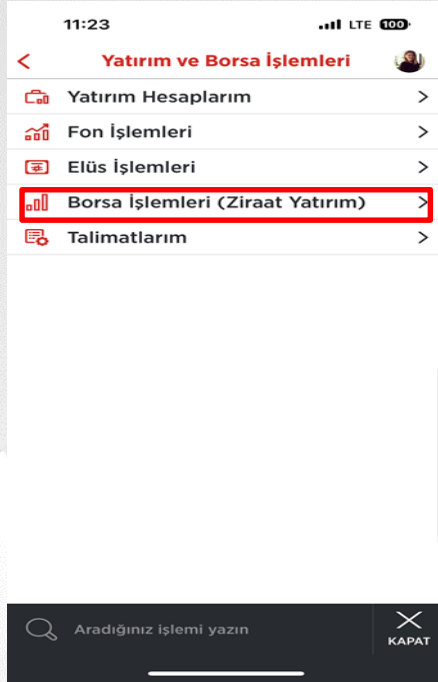 11:23
LTE 100
Yatırım ve Borsa İşlemleri
Yatırım Hesaplarım
Fon İşlemleri
Elüs İşlemleri
Borsa İşlemleri (Ziraat Yatırım)
Talimatlarım
Aradığınız işlemi yazın
KAPAT